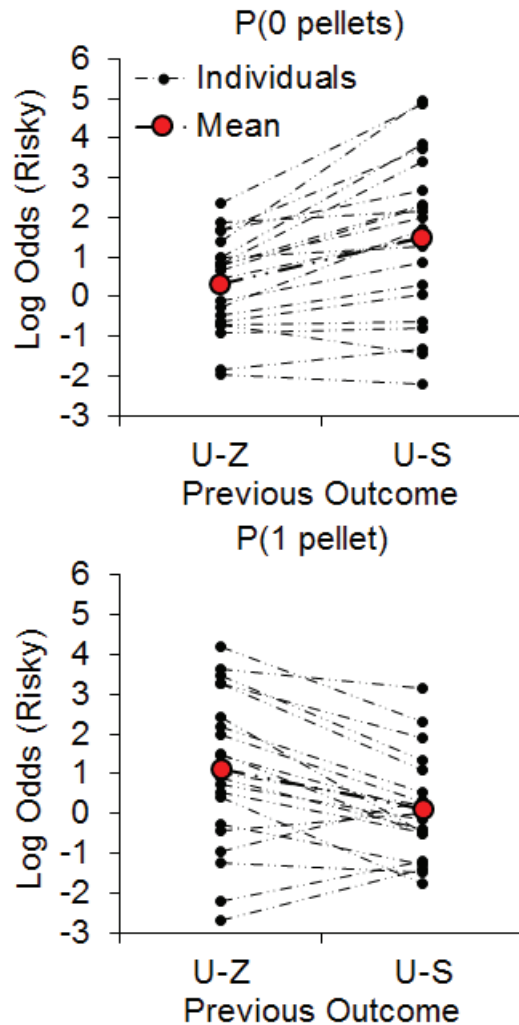 P(0 pellets)
6
5
4
3
2
1
0
-1
-2
-3
Log Odds (Risky)
Individuals
Mean
U-Z
U-S
Previous Outcome
P(1 pellet)
6
5
4
3
2
1
0
-1
-2
-3
Log Odds (Risky)
U-Z
U-S
Previous Outcome